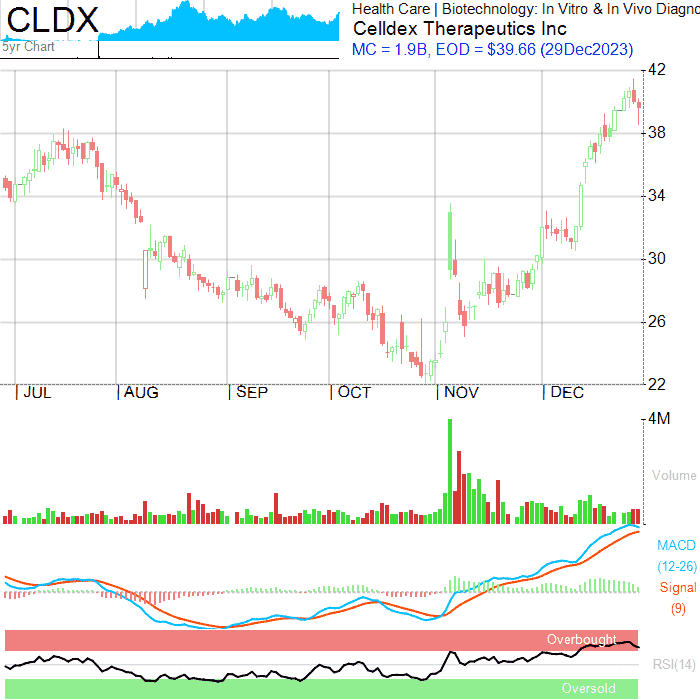 CLDX
5yr Chart
Health Care | Biotechnology: In Vitro & In Vivo Diagno
Celldex Therapeutics Inc
MC = 1.9B, EOD = $39.66 (29Dec2023)
42
38
34
30
26
22
JUL AUG SEP OCT NOV DEC
4M
Volume
MACD
(12-26)
Signal
(9)
Overbought
RSI(14)
Oversold